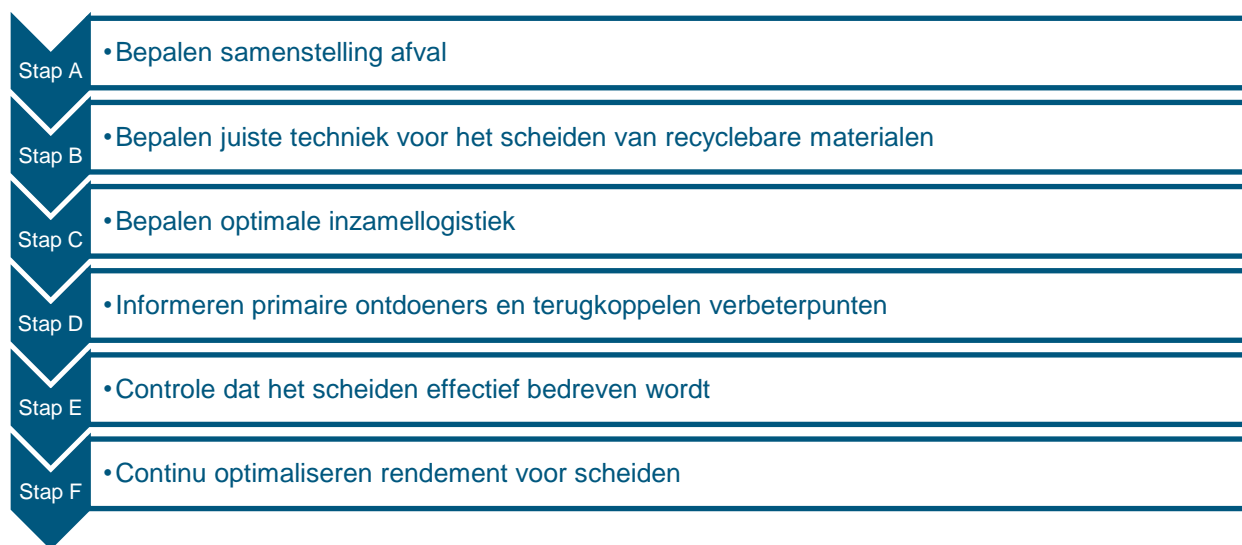 Stap A
•Bepalen samenstelling afval
Stap B
•Bepalen juiste techniek voor het scheiden van recyclebare materialen
Stap C
•Bepalen optimale inzamellogistiek
Stap D
•Informeren primaire ontdoeners en terugkoppelen verbeterpunten
Stap E
•Controle dat het scheiden effectief bedreven wordt
Stap F
•Continu optimaliseren rendement voor scheiden